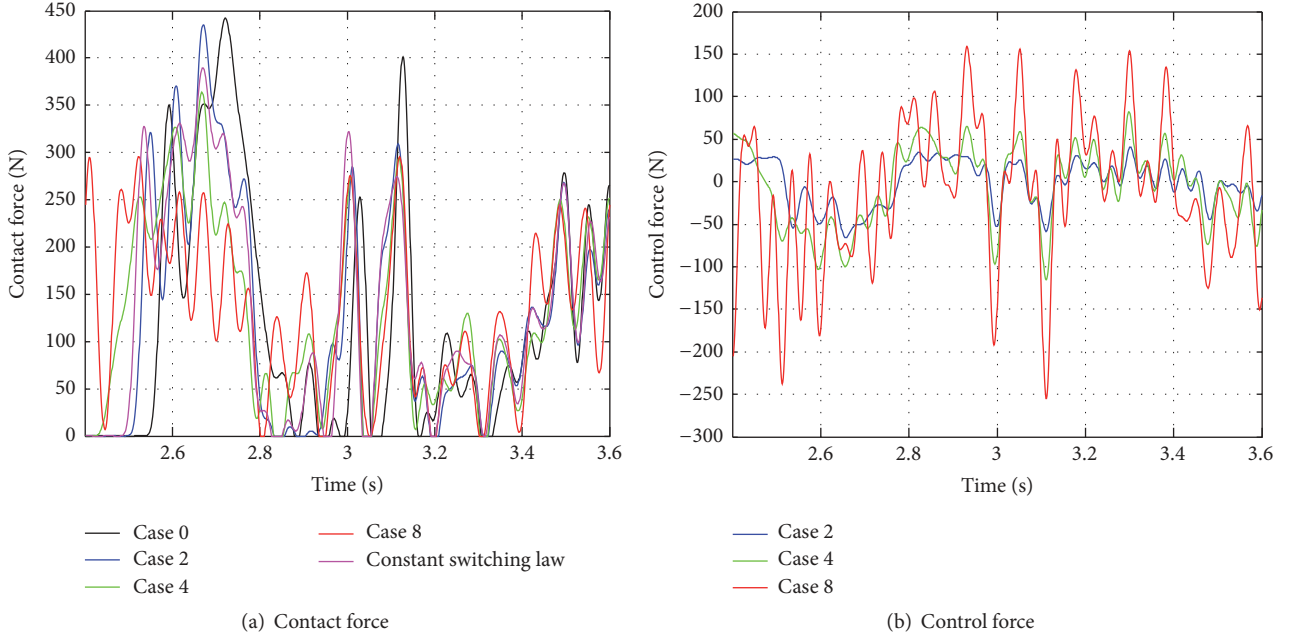 450
400
350
300
250
200
150
100
50
0
Contact force (N)
2.6
2.8
3
3.2
3.4
3.6
Time (s)
Case 0
Case 2
Case 4
Case 8
Constant switching law
(a) Contact force
200
150
100
50
0
−50
−100
−150
−200
−250
−300
Control force (N)
2.6
2.8
3
3.2
3.4
3.6
Time (s)
Case 2
Case 4
Case 8
(b) Control force